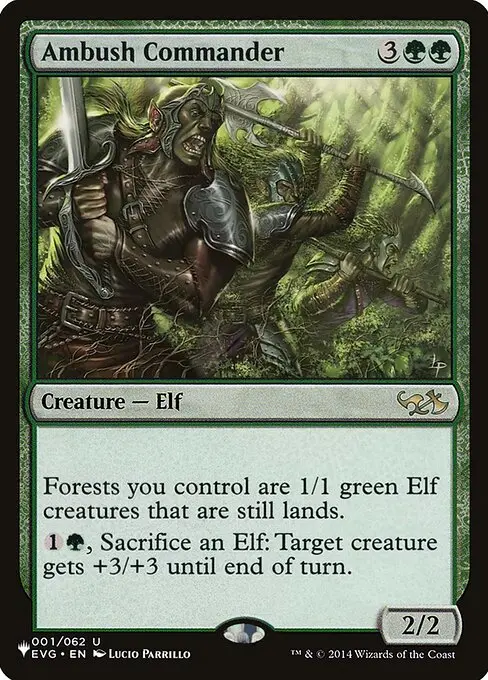 Ambush Commander 3
LP
Creature — Elf
Forests you control are 1/1 green Elf
creatures that are still lands.
1 , Sacrifice an Elf: Target creature
gets +3/+3 until end of turn.
2/2
001/062 U
EVG • EN LUCIO PARRILLO
™ & © 2014 Wizards of the Coast